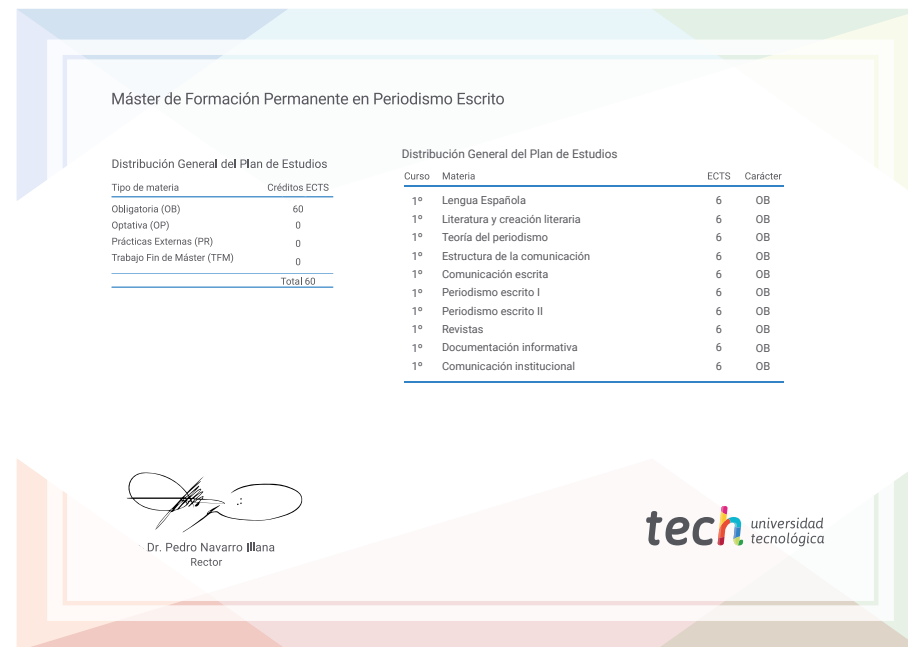 Máster de Formación Permanente en Periodismo Escrito
Distribución General del Plan de Estudios
Tipo de materia Créditos ECTS
Obligatoria (OB) 60
Optativa (OP) 0
Prácticas Externas (PR) 0
Trabajo Fin de Máster (TFM) 0
Total 60
Distribución General del Plan de Estudios
Curso Materia ECTS Carácter
1º Lengua Española 6 OB
1º Literatura y creación literaria 6 OB
1º Teoría del periodismo 6 OB
1º Estructura de la comunicación 6 OB
1º Comunicación escrita 6 OB
1º Periodismo escrito I 6 OB
1º Periodismo escrito II 6 OB
1º Revistas 6 OB
1º Documentación informativa 6 OB
1º Comunicación institucional 6 OB
Dr. Pedro Navarro Illana
Rector
tech universidad
tecnológica